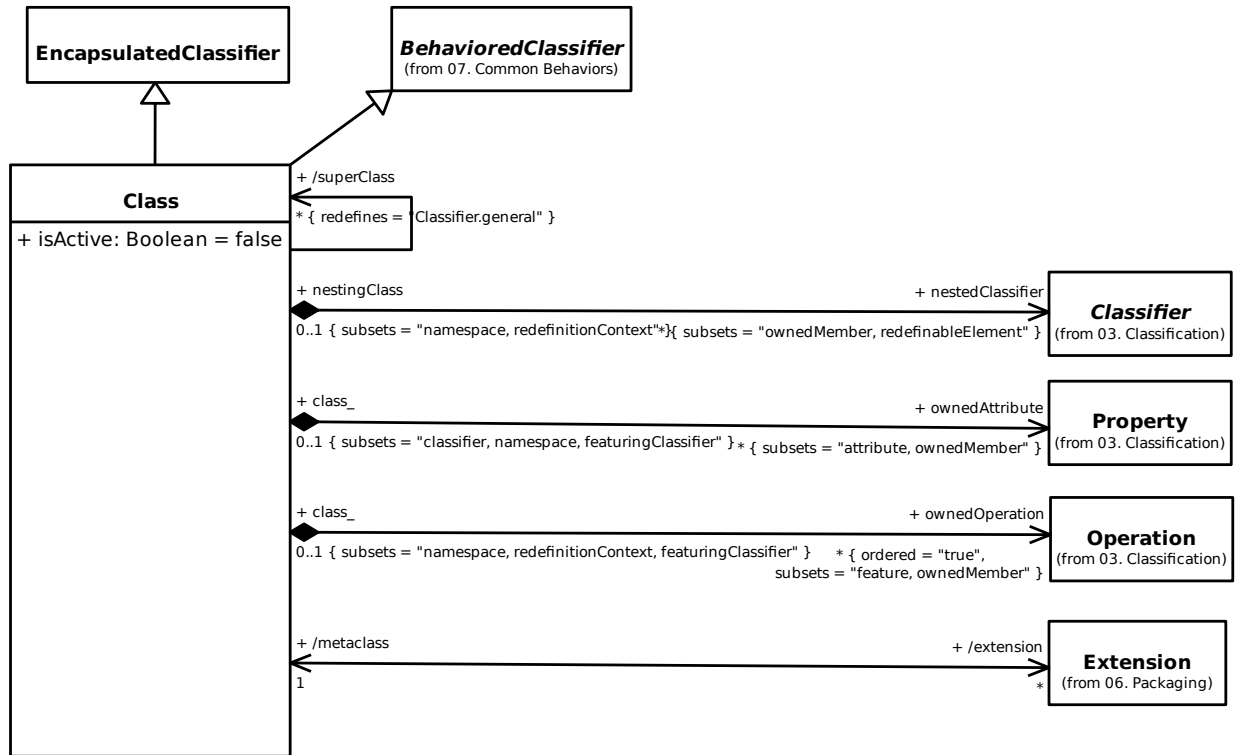 EncapsulatedClassifier
BehavioredClassifier
(from 07. Common Behaviors)
Class
+ isActive: Boolean = false
+ /superClass
* { redefines = "Classifier.general" }
+ nestingClass
+ nestedClassifier
0..1 { subsets = "namespace, redefinitionContext" }
* { subsets = "ownedMember, redefinableElement" }
Classifier
(from 03. Classification)
+ class_
+ ownedAttribute
0..1 { subsets = "classifier, namespace, featuringClassifier" }
* { subsets = "attribute, ownedMember" }
Property
(from 03. Classification)
+ class_
+ ownedOperation
0..1 { subsets = "namespace, redefinitionContext, featuringClassifier" }
* { ordered = "true",
subsets = "feature, ownedMember" }
Operation
(from 03. Classification)
+ /metaclass
+ /extension
1
*
Extension
(from 06. Packaging)